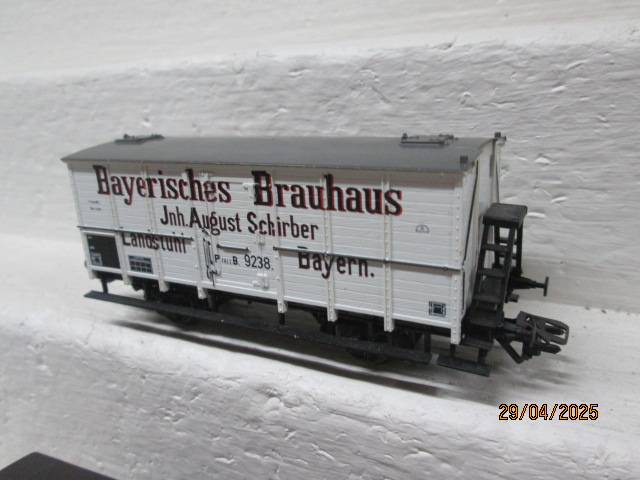 Bayerisches Brauhaus
Jnh. August Schirber
Landstuhl Bayern.
B. 9238.
29/04/2025